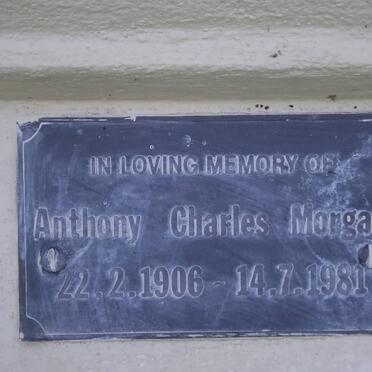 IN LOVING MEMORY OF
Anthony Charles Morga
22.2.1906 - 14.7.1981